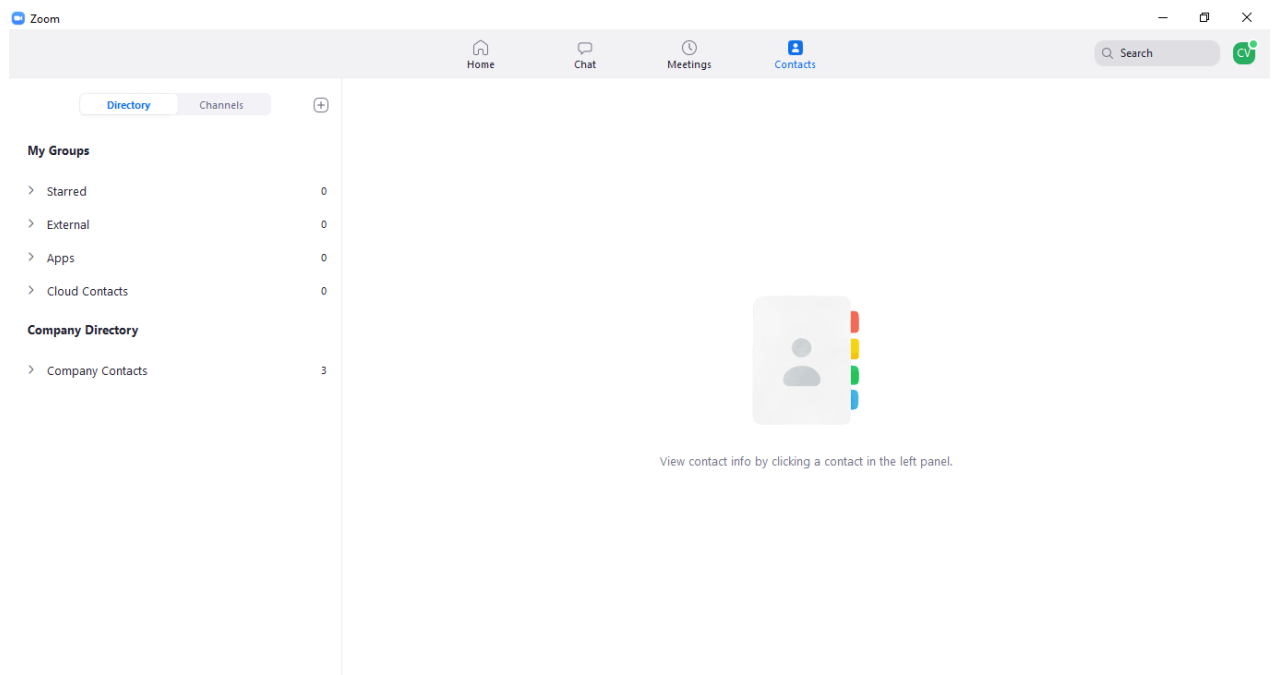 Zoom
Home
Chat
Meetings
Contacts
Search
CV
Directory
Channels
My Groups
Starred 0
External 0
Apps 0
Cloud Contacts 0
Company Directory
Company Contacts 3
View contact info by clicking a contact in the left panel.